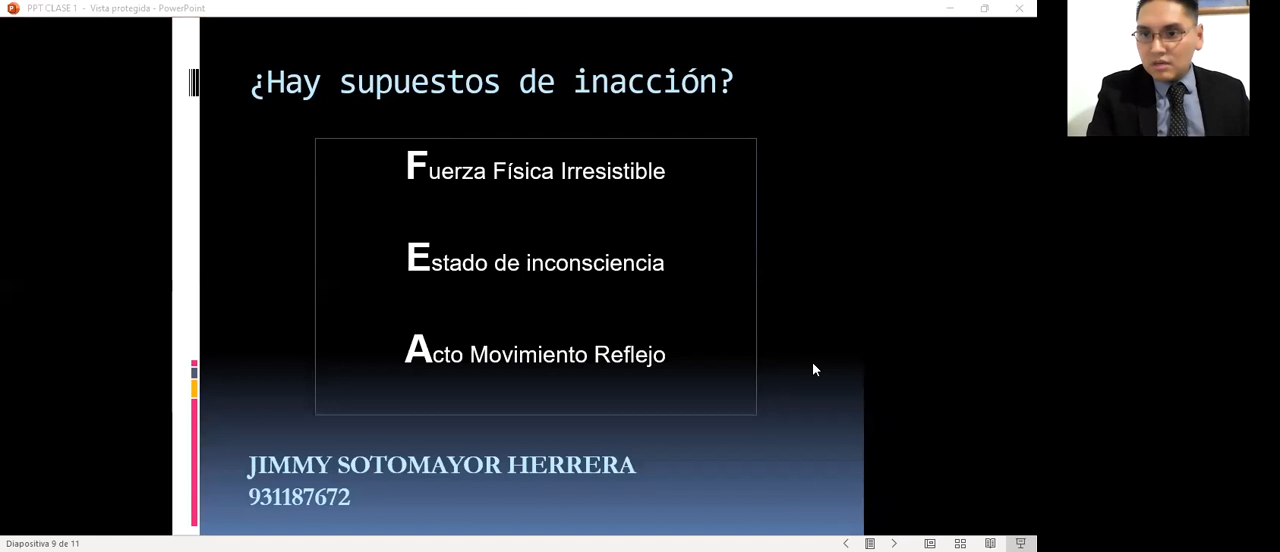 PPT CLASE 1 - Vista protegida - PowerPoint
¿Hay supuestos de inacción?
Fuerza Física Irresistible
Estado de inconsciencia
Acto Movimiento Reflejo
JIMMY SOTOMAYOR HERRERA
931187672
Diapositiva 9 de 11